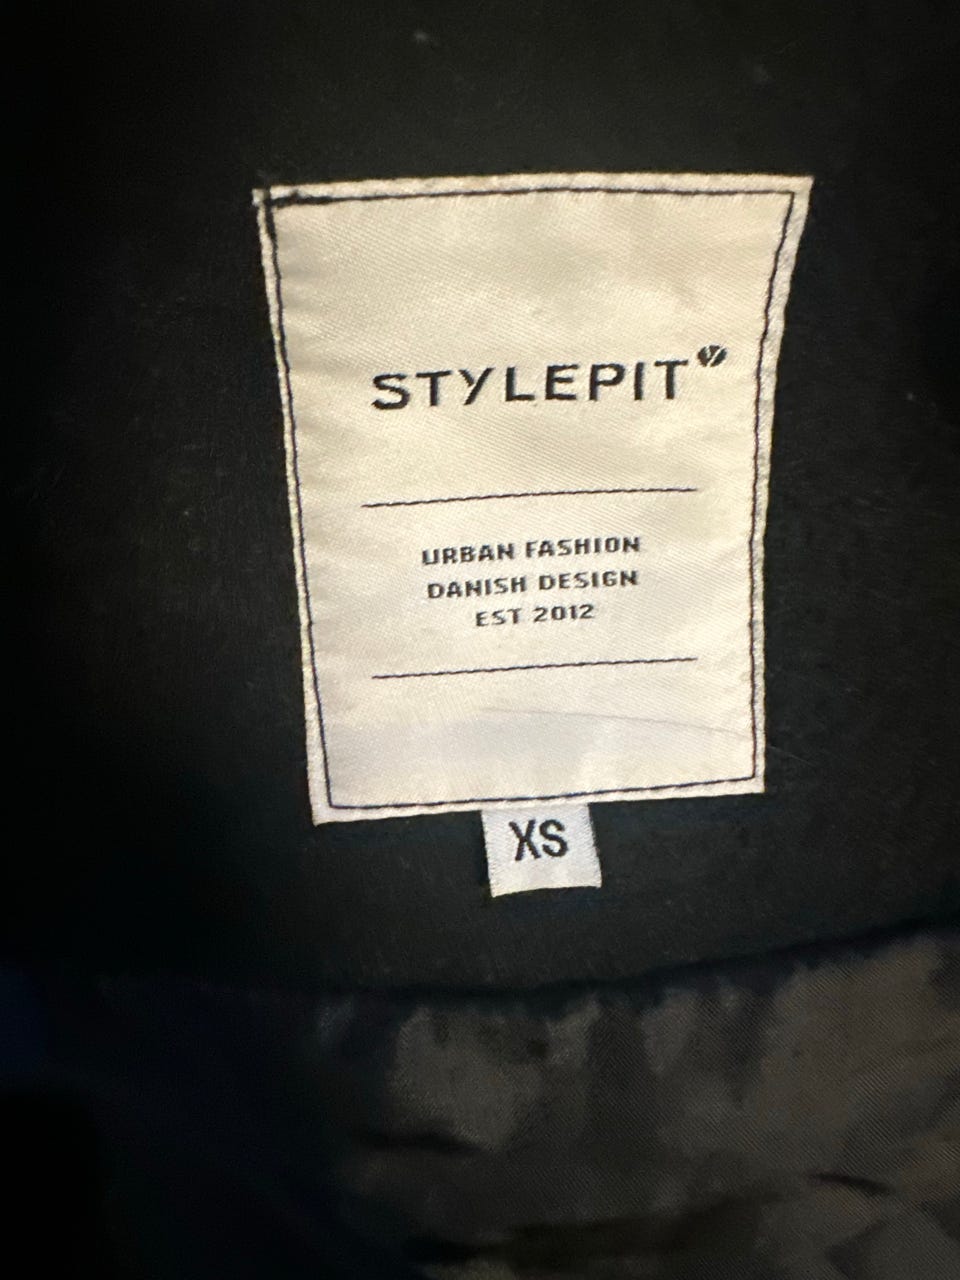 STYLEPIT
URBAN FASHION
DANISH DESIGN
EST 2012
XS